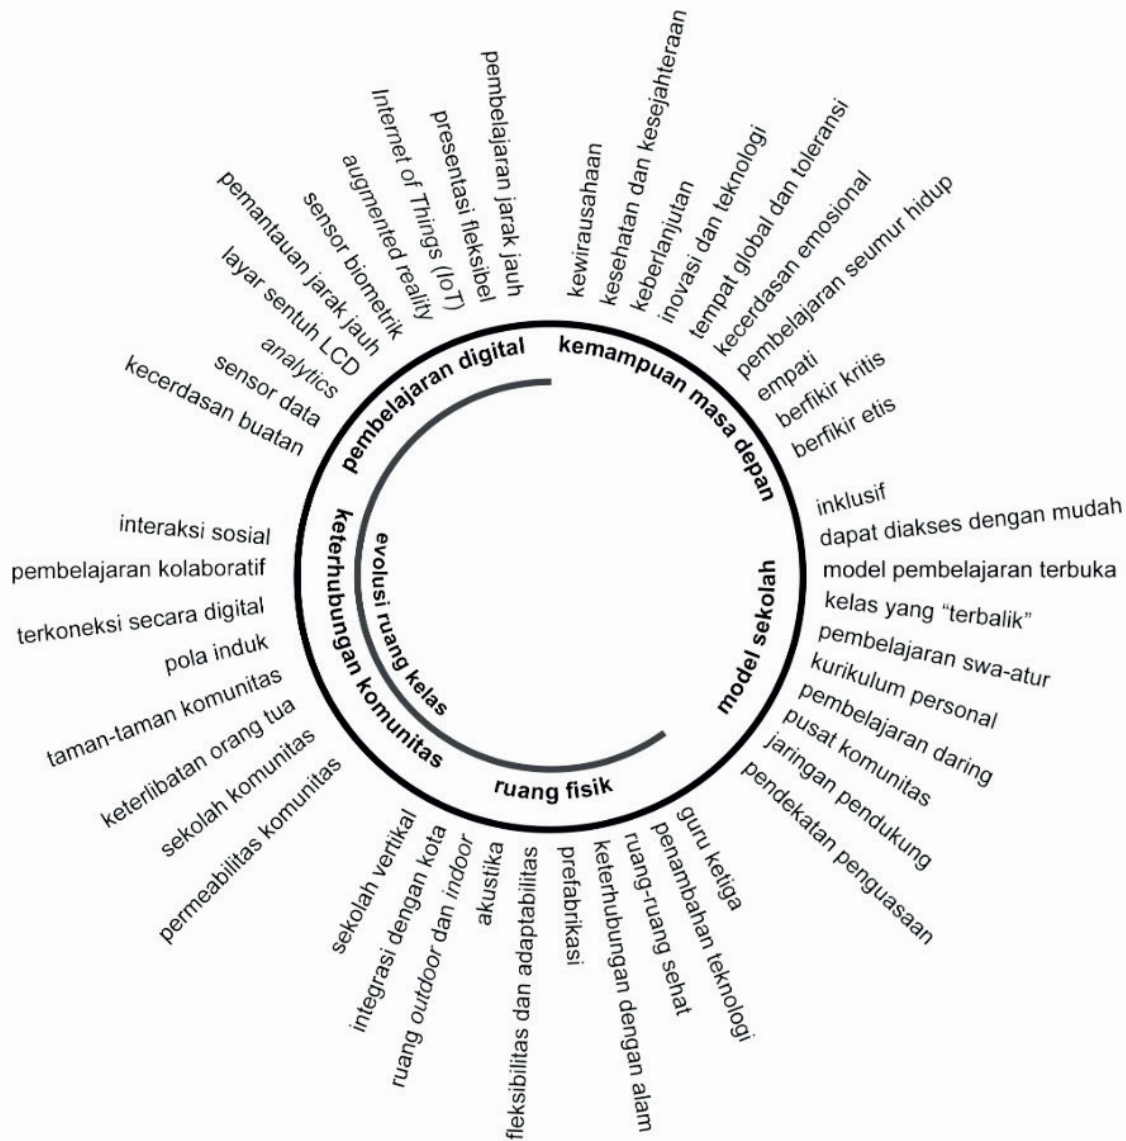 pembelajaran digital
kecerdasan buatan
sensor data
analytics
layar sentuh LCD
pemantauan jarak jauh
sensor biometrik
augmented reality
Internet of Things (IoT)
presentasi fleksibel
pembelajaran jarak jauh
kemampuan masa depan
kewirausahaan
kesehatan dan kesejahteraan
keberlanjutan
inovasi dan teknologi
tempat global dan toleransi
kecerdasan emosional
pembelajaran seumur hidup
empati
berfikir kritis
berfikir etis
model sekolah
inklusif
dapat diakses dengan mudah
model pembelajaran terbuka
kelas yang “terbalik”
pembelajaran swa-atur
kurikulum personal
pembelajaran daring
pusat komunitas
jaringan pendukung
pendekatan penguasaan
ruang fisik
guru ketiga
penambahan teknologi
ruang-ruang sehat
keterhubungan dengan alam
prefabrikasi
fleksibilitas dan adaptabilitas
akustika
ruang outdoor dan indoor
integrasi dengan kota
sekolah vertikal
keterhubungan komunitas
permeabilitas komunitas
sekolah komunitas
keterlibatan orang tua
taman-taman komunitas
pola induk
terkoneksi secara digital
pembelajaran kolaboratif
interaksi sosial
evolusi ruang kelas